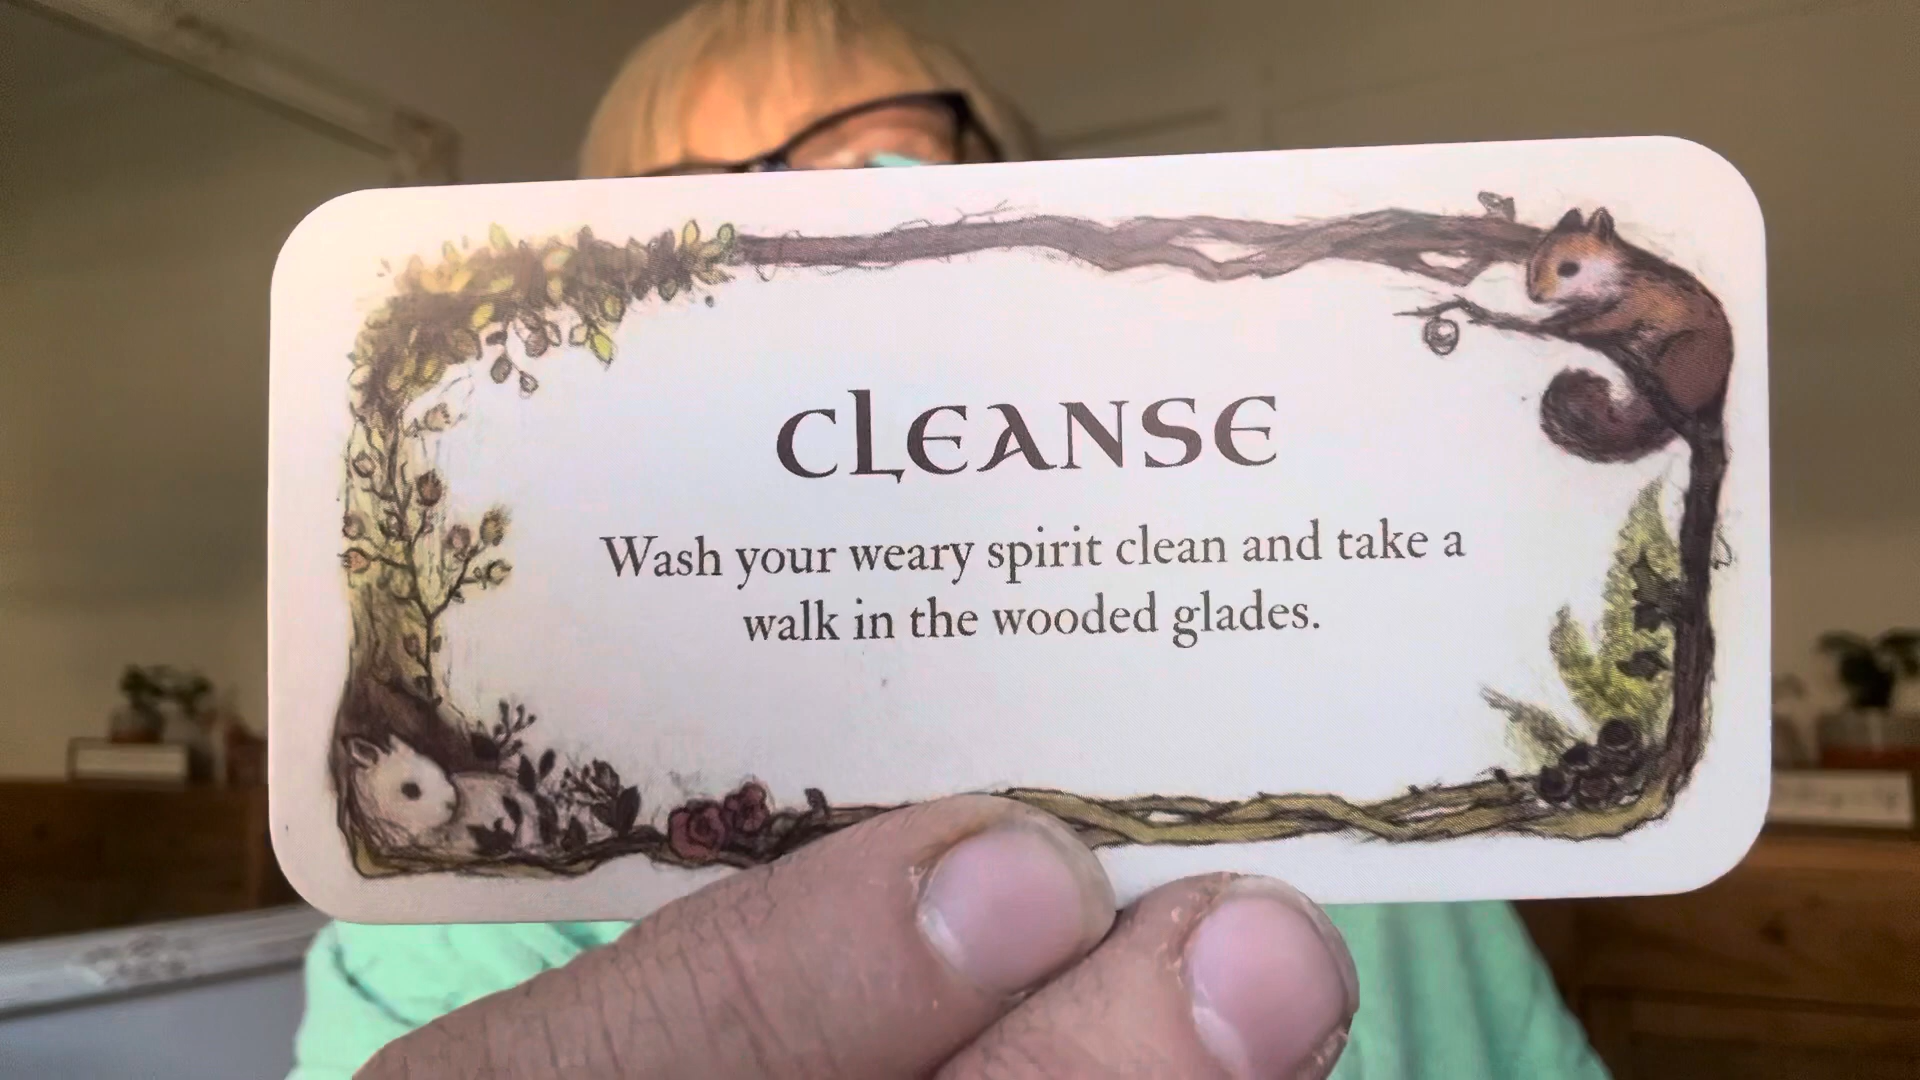 CLEANSE
Wash your weary spirit clean and take a
walk in the wooded glades.